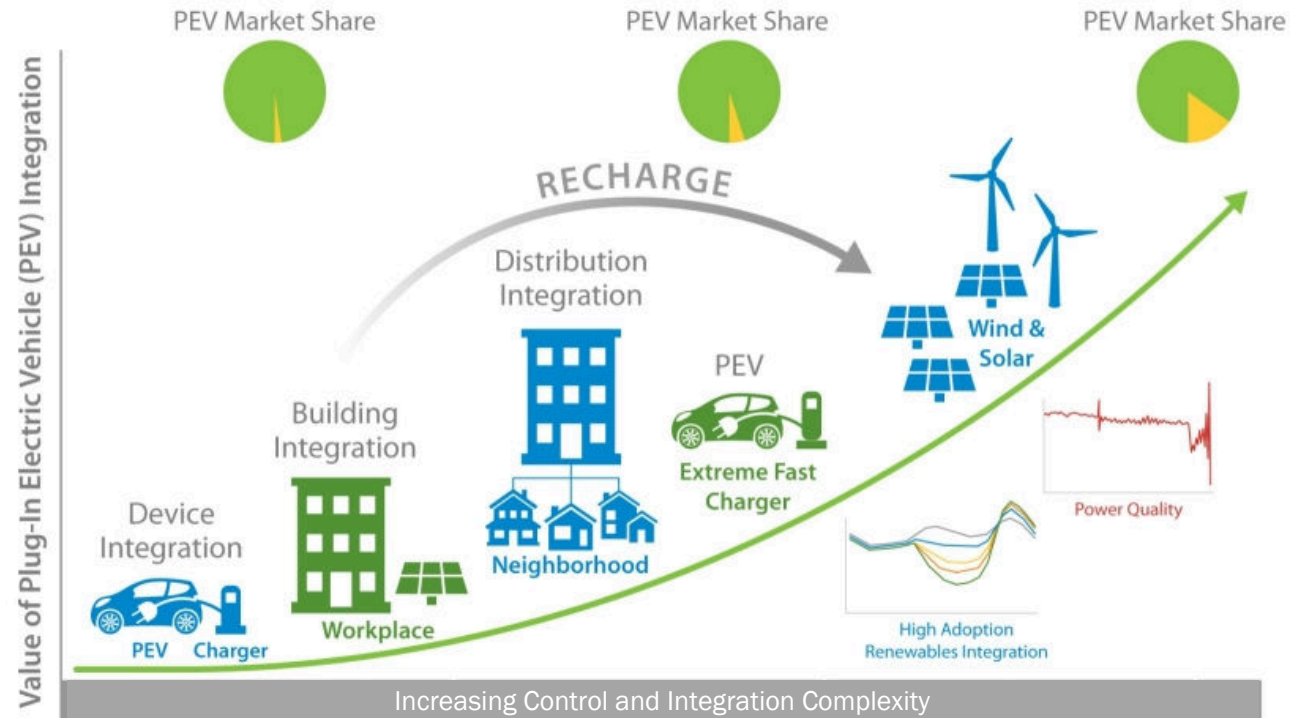 PEV Market Share
PEV Market Share
PEV Market Share
Value of Plug-In Electric Vehicle (PEV) Integration
RECHARGE
Device
Integration
PEV
Charger
Building
Integration
Workplace
Distribution
Integration
Neighborhood
PEV
Extreme Fast
Charger
Wind &
Solar
High Adoption
Renewables Integration
Power Quality
Increasing Control and Integration Complexity